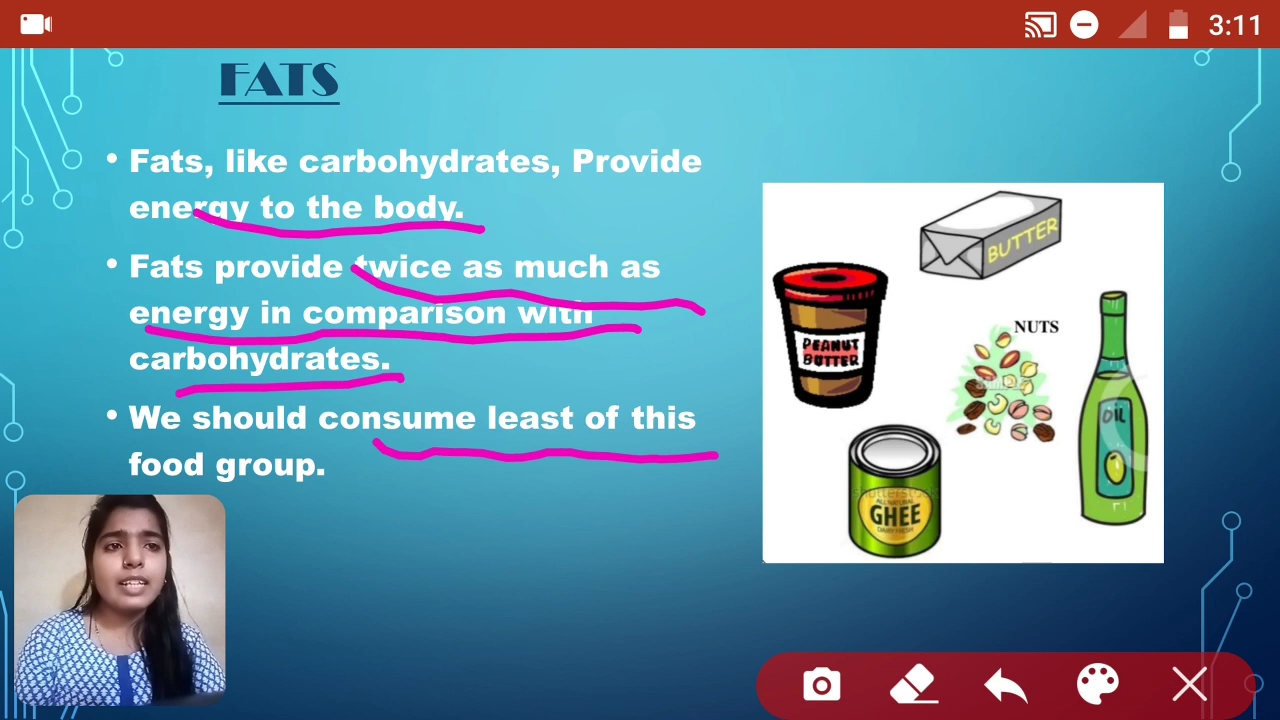 3:11
FATS
• Fats, like carbohydrates, Provide
energy to the body.
• Fats provide twice as much as
energy in comparison with
carbohydrates.
• We should consume least of this
food group.
BUTTER
NUTS
PEANUT
BUTTER
OIL
GHEE